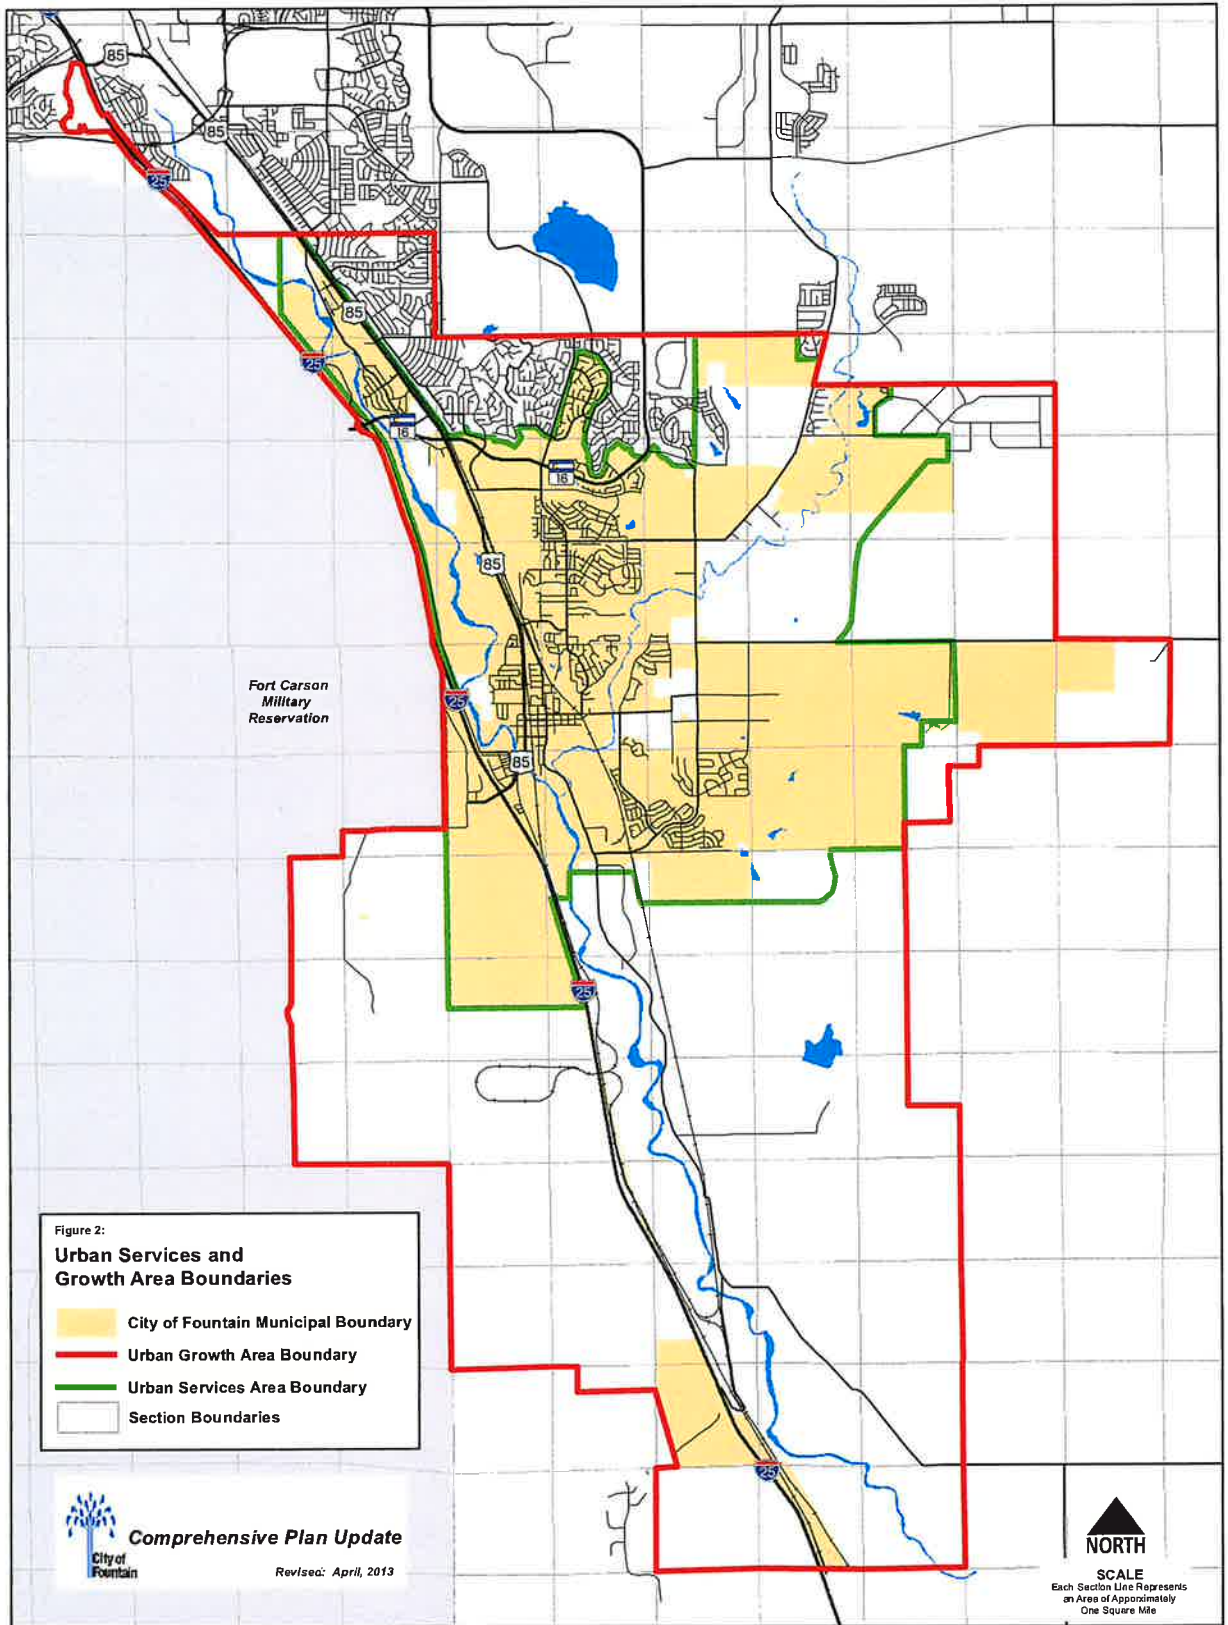 85
85
25
85
25
16
16
85
Fort Carson
Military
Reservation
25
85
25
Figure 2:
Urban Services and
Growth Area Boundaries
City of Fountain Municipal Boundary
Urban Growth Area Boundary
Urban Services Area Boundary
Section Boundaries
25
City of
Fountain
Comprehensive Plan Update
Revised: April, 2013
NORTH
SCALE
Each Section Line Represents
an Area of Approximately
One Square Mile